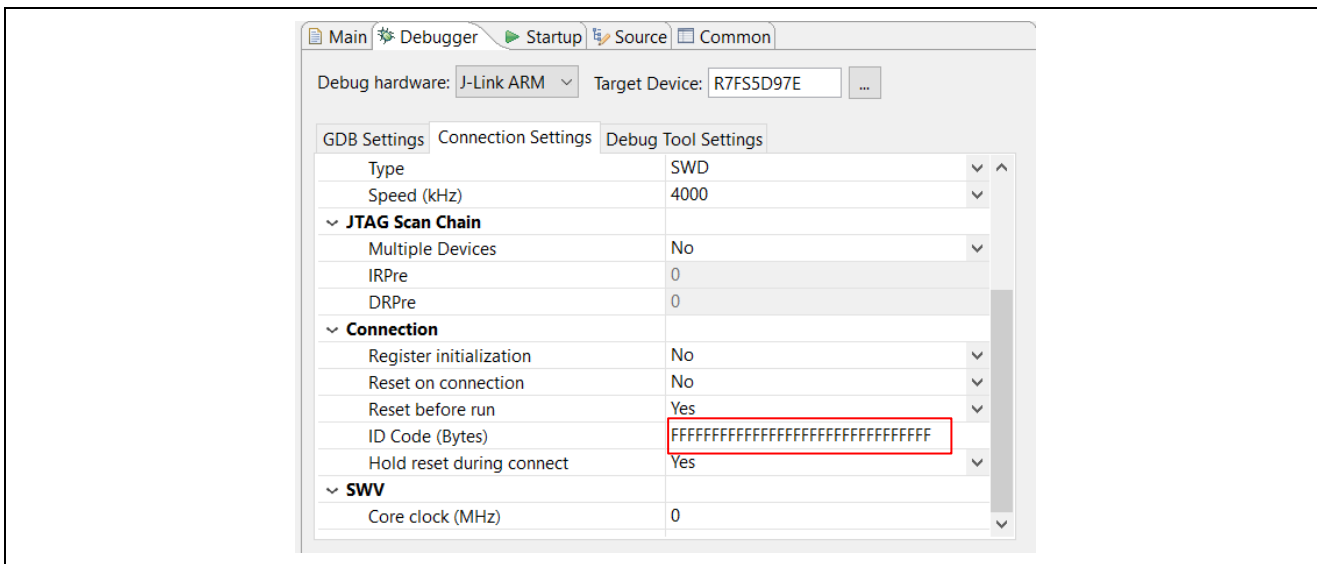 Main Debugger Startup Source Common
Debug hardware: J-Link ARM Target Device: R7FS5D97E ...
GDB Settings Connection Settings Debug Tool Settings
Type SWD
Speed (kHz) 4000
JTAG Scan Chain
Multiple Devices No
IRPre 0
DRPre 0
Connection
Register initialization No
Reset on connection No
Reset before run Yes
ID Code (Bytes) FFFFFFFFFFFFFFFFFFFFFFFFFFFFFFFF
Hold reset during connect Yes
SWV
Core clock (MHz) 0